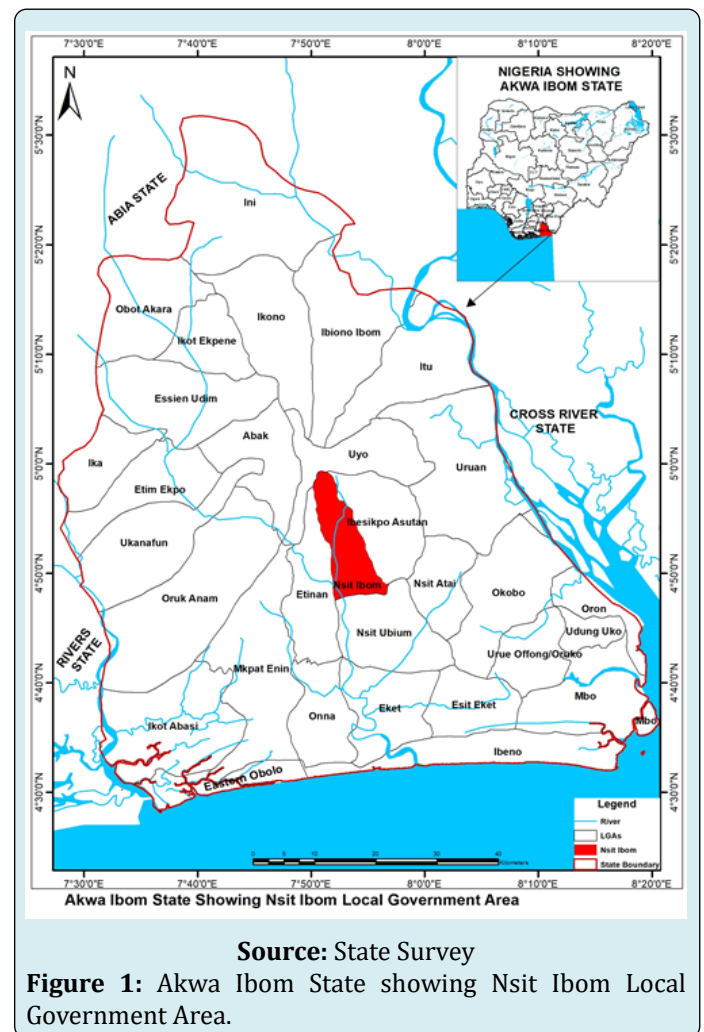 7°30'0"E 7°40'0"E 7°50'0"E 8°0'0"E 8°10'0"E 8°20'0"E
N
NIGERIA SHOWING
AKWA IBOM STATE
5°30'0"N 5°30'0"N
ABIA STATE
Ini
5°20'0"N 5°20'0"N
Obot Akara
Ikono
Ibiono Ibom
Ikot Ekpene
Itu
5°10'0"N 5°10'0"N
Essien Udim
CROSS RIVER
STATE
Abak
Uyo
Ika
Uruan
5°0'0"N 5°0'0"N
Etim Ekpo
Ibesikpo Asutan
Ukanafun
Nsit Ibom
Nsit Atai
4°50'0"N 4°50'0"N
Oruk Anam
Etinan
Okobo
Oron
Nsit Ubium
Udung Uko
RIVERS
STATE
Urue Offong/Oruko
4°40'0"N 4°40'0"N
Mkpat Enin
Mbo
Esit Eket
Eket
Onna
Mbo
Ikot Abasi
Ibeno
Eastern Obolo
4°30'0"N 4°30'0"N
Legend
River
LGAs
Nsit Ibom
State Boundary
0 5 10 20 30 40
Kilometers
7°30'0"E 7°40'0"E 7°50'0"E 8°0'0"E 8°10'0"E 8°20'0"E
Akwa Ibom State Showing Nsit Ibom Local Government Area
Source: State Survey
Figure 1: Akwa Ibom State showing Nsit Ibom Local
Government Area.